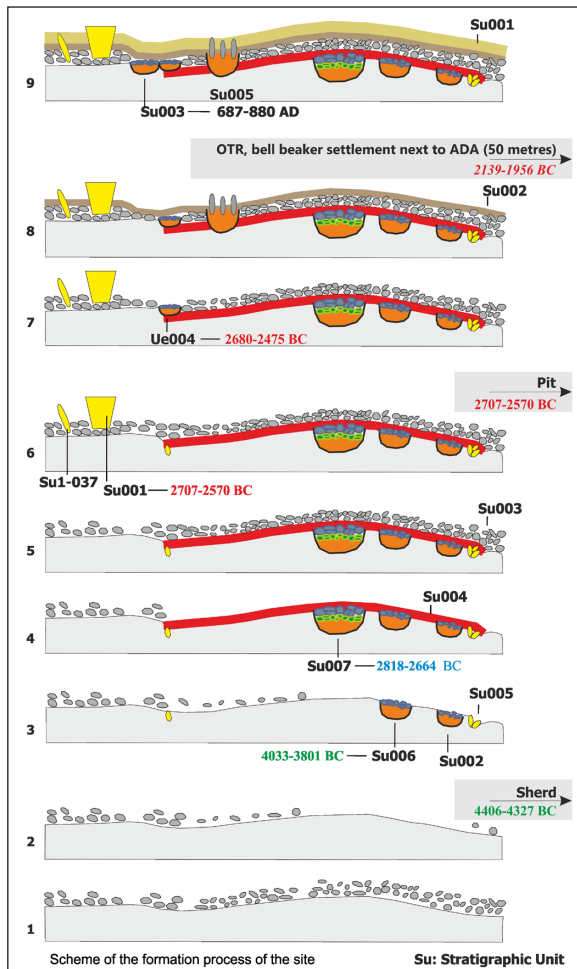 Su001
9
Su005
Su003 — 687-880 AD
OTR, bell beaker settlement next to ADA (50 metres)
2139-1956 BC
Su002
8
7
Ue004 — 2680-2475 BC
Pit
2707-2570 BC
6
Su1-037
Su001 — 2707-2570 BC
Su003
5
Su004
4
Su007 — 2818-2664 BC
Su005
3
4033-3801 BC — Su006
Su002
Sherd
4406-4327 BC
2
1
Scheme of the formation process of the site
Su: Stratigraphic Unit